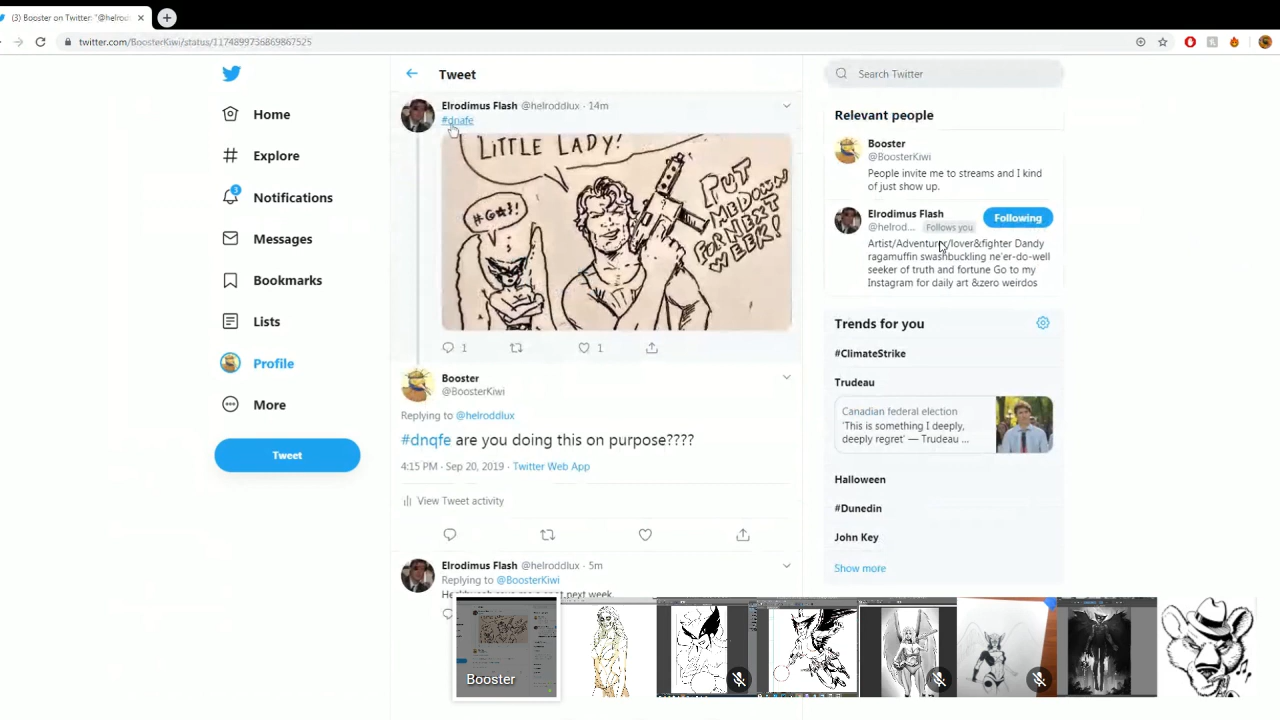 (3) Booster on Twitter: "@helrod
twitter.com/BoosterKiwi/status/1174899736869867525
Home
Explore
3
Notifications
Messages
Bookmarks
Lists
Profile
More
Tweet
Tweet
Elrodimus Flash @helroddlux · 14m
#dnafe
LITTLE LADY!
#@*!
PUT
ME DOWN
FOR NEXT
WEEK!
1
1
Booster
@BoosterKiwi
Replying to @helroddlux
#dnqfe are you doing this on purpose????
4:15 PM · Sep 20, 2019 · Twitter Web App
View Tweet activity
Elrodimus Flash @helroddlux · 5m
Replying to @BoosterKiwi
Search Twitter
Relevant people
Booster
@BoosterKiwi
People invite me to streams and I kind
of just show up.
Elrodimus Flash
@helrod... Follows you
Following
Artist/Adventurer/lover&fighter Dandy
ragamuffin swashbuckling ne'er-do-well
seeker of truth and fortune Go to my
Instagram for daily art &zero weirdos
Trends for you
#ClimateStrike
Trudeau
Canadian federal election
'This is something I deeply,
deeply regret' — Trudeau ...
Halloween
#Dunedin
John Key
Show more
Booster